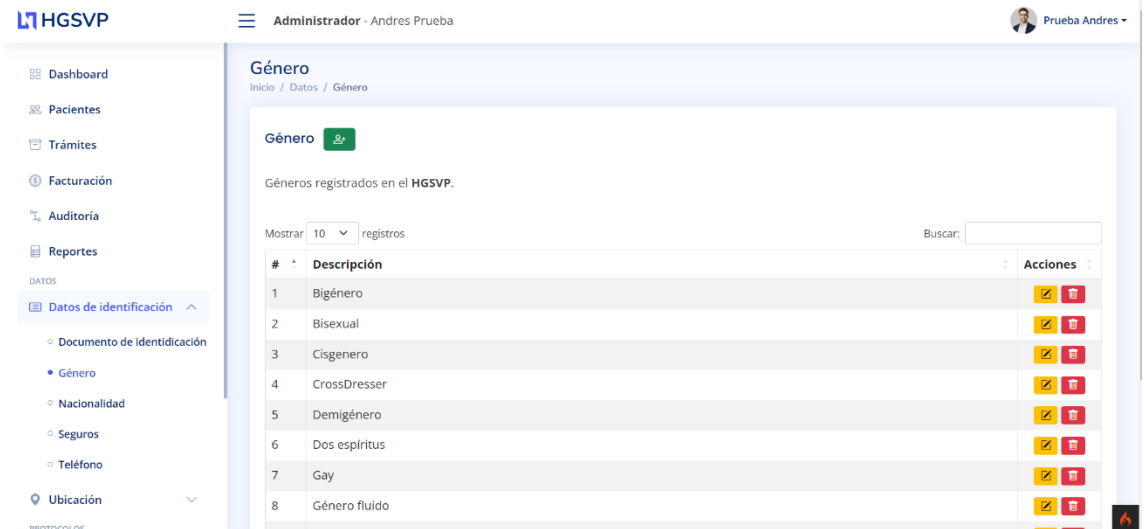 HGSVP
Administrador - Andres Prueba
Prueba Andres
Dashboard
Pacientes
Trámites
Facturación
Auditoría
Reportes
DATOS
Datos de identificación
Documento de identidicación
Género
Nacionalidad
Seguros
Teléfono
Ubicación
PROTOCOLOS
Género
Inicio / Datos / Género
Género
Géneros registrados en el HGSVP.
Mostrar 10 registros
Buscar:
# Descripción Acciones
1 Bigénero
2 Bisexual
3 Cisgenero
4 CrossDresser
5 Demigénero
6 Dos espíritus
7 Gay
8 Género fluido